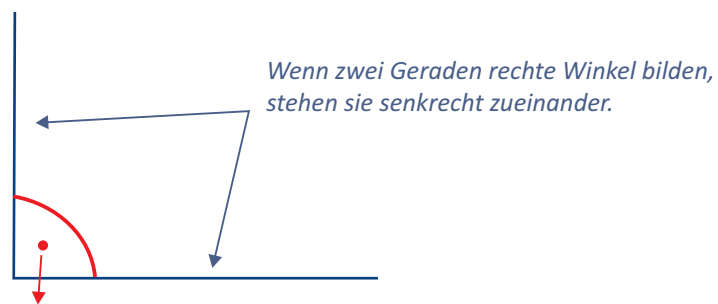 Wenn zwei Geraden rechte Winkel bilden,
stehen sie senkrecht zueinander.